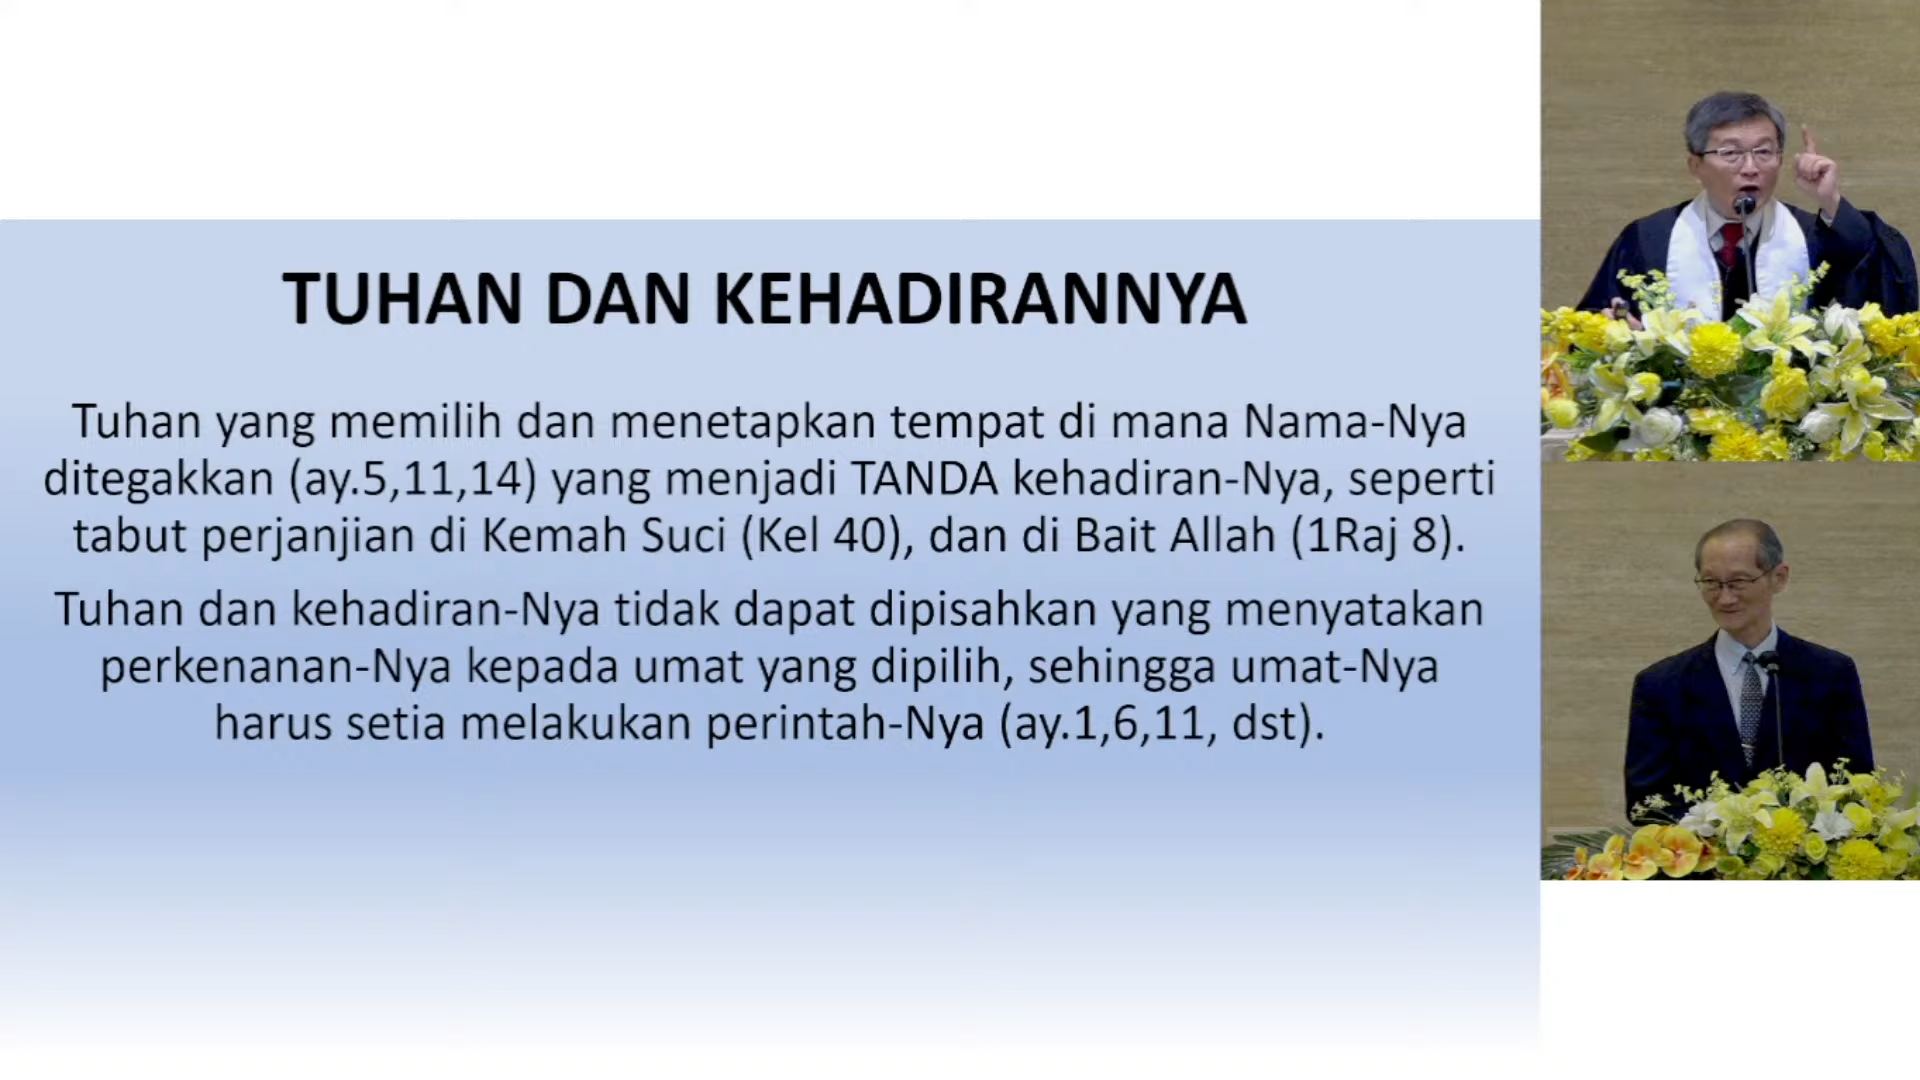 TUHAN DAN KEHADIRANNYA
Tuhan yang memilih dan menetapkan tempat di mana Nama-Nya
ditegakkan (ay.5,11,14) yang menjadi TANDA kehadiran-Nya, seperti
tabut perjanjian di Kemah Suci (Kel 40), dan di Bait Allah (1Raj 8).
Tuhan dan kehadiran-Nya tidak dapat dipisahkan yang menyatakan
perkenanan-Nya kepada umat yang dipilih, sehingga umat-Nya
harus setia melakukan perintah-Nya (ay.1,6,11, dst).